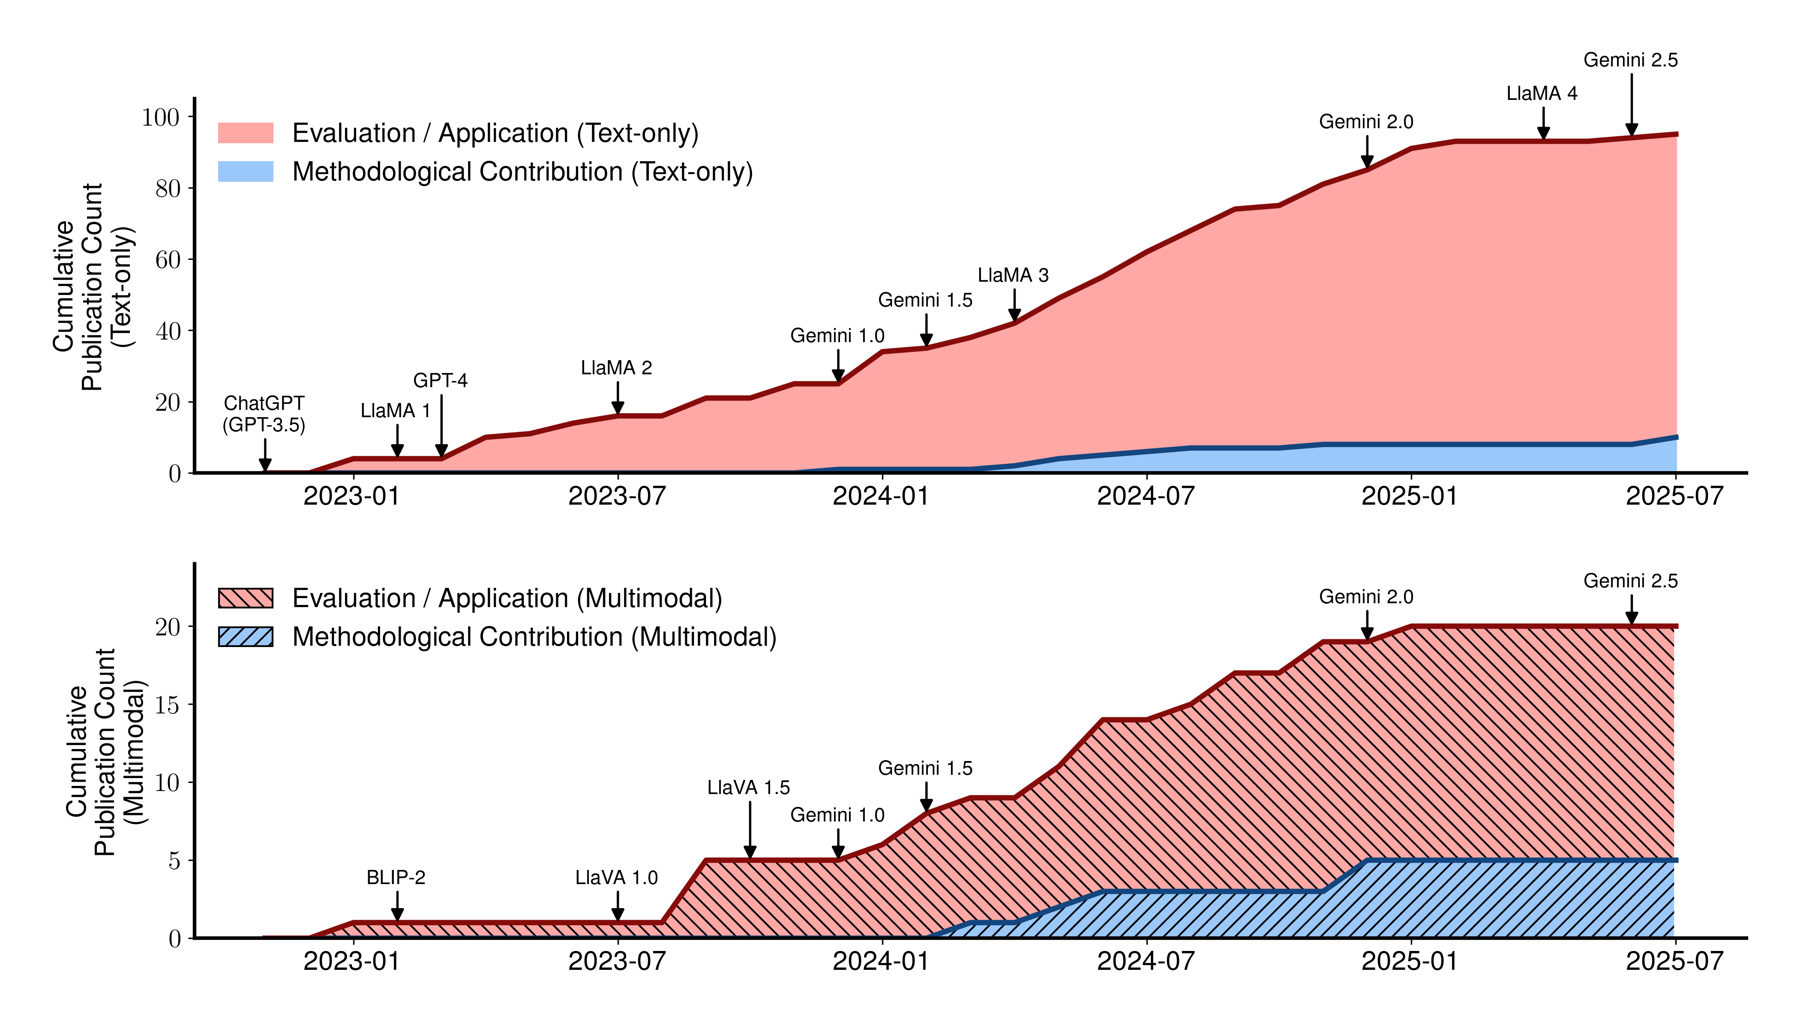 Gemini 2.5
LlaMA 4
Gemini 2.0
100
Evaluation / Application (Text-only)
Methodological Contribution (Text-only)
80
Cumulative
Publication Count
(Text-only)
60
LlaMA 3
Gemini 1.5
40
Gemini 1.0
LlaMA 2
GPT-4
20
ChatGPT
(GPT-3.5)
LlaMA 1
0
2023-01
2023-07
2024-01
2024-07
2025-01
2025-07
Gemini 2.5
Gemini 2.0
Evaluation / Application (Multimodal)
Methodological Contribution (Multimodal)
20
Cumulative
Publication Count
(Multimodal)
15
10
Gemini 1.5
LlaVA 1.5
Gemini 1.0
5
BLIP-2
LlaVA 1.0
0
2023-01
2023-07
2024-01
2024-07
2025-01
2025-07